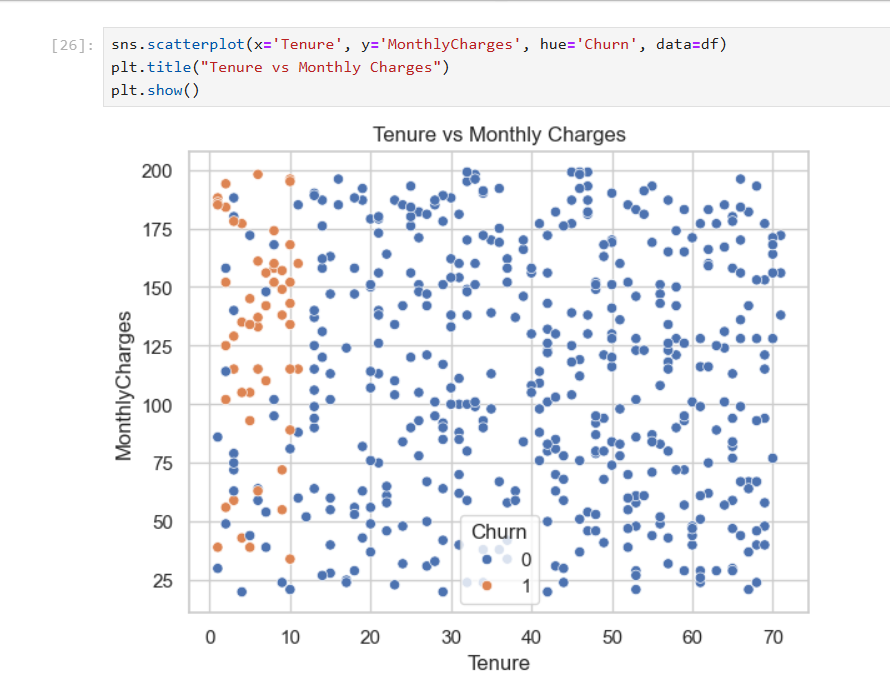 [26]: sns.scatterplot(x='Tenure', y='MonthlyCharges', hue='Churn', data=df)
plt.title("Tenure vs Monthly Charges")
plt.show()
Tenure vs Monthly Charges
200
175
150
125
100
75
50
25
MonthlyCharges
Churn
0
1
0 10 20 30 40 50 60 70
Tenure